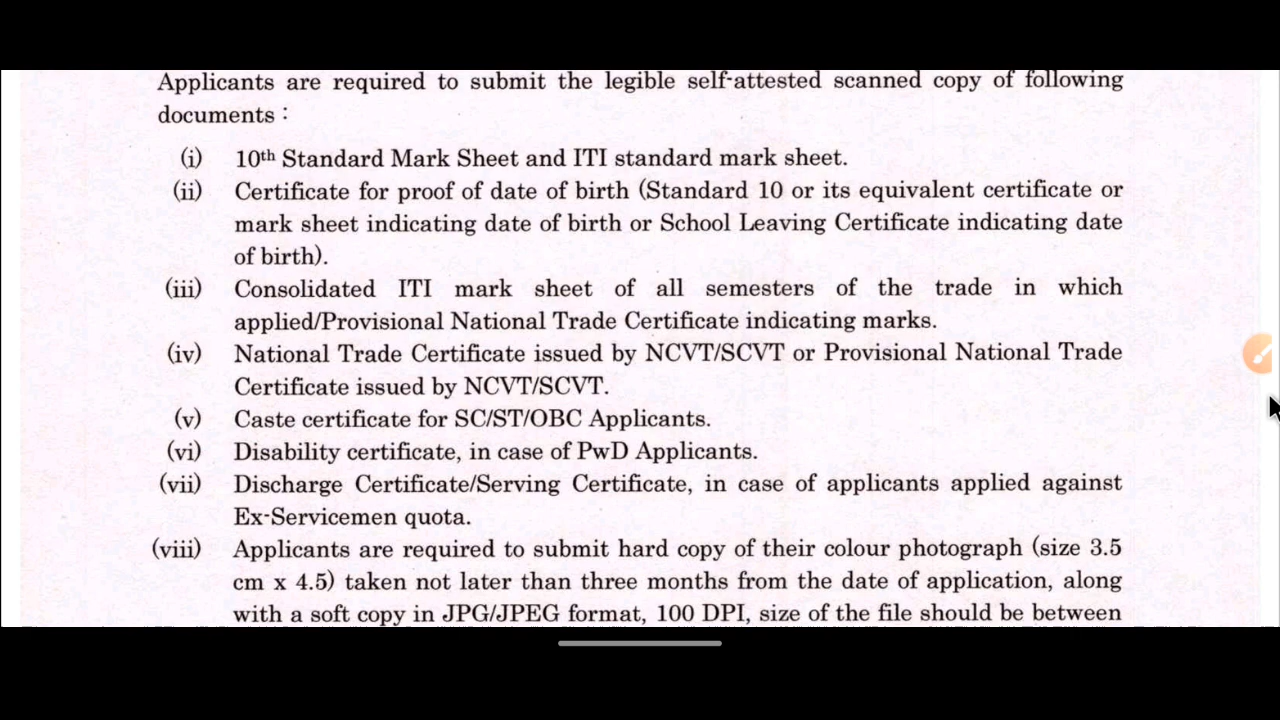 Applicants are required to submit the legible self-attested scanned copy of following
documents :
(i) 10th Standard Mark Sheet and ITI standard mark sheet.
(ii) Certificate for proof of date of birth (Standard 10 or its equivalent certificate or
mark sheet indicating date of birth or School Leaving Certificate indicating date
of birth).
(iii) Consolidated ITI mark sheet of all semesters of the trade in which
applied/Provisional National Trade Certificate indicating marks.
(iv) National Trade Certificate issued by NCVT/SCVT or Provisional National Trade
Certificate issued by NCVT/SCVT.
(v) Caste certificate for SC/ST/OBC Applicants.
(vi) Disability certificate, in case of PwD Applicants.
(vii) Discharge Certificate/Serving Certificate, in case of applicants applied against
Ex-Servicemen quota.
(viii) Applicants are required to submit hard copy of their colour photograph (size 3.5
cm x 4.5) taken not later than three months from the date of application, along
with a soft copy in JPG/JPEG format, 100 DPI, size of the file should be between